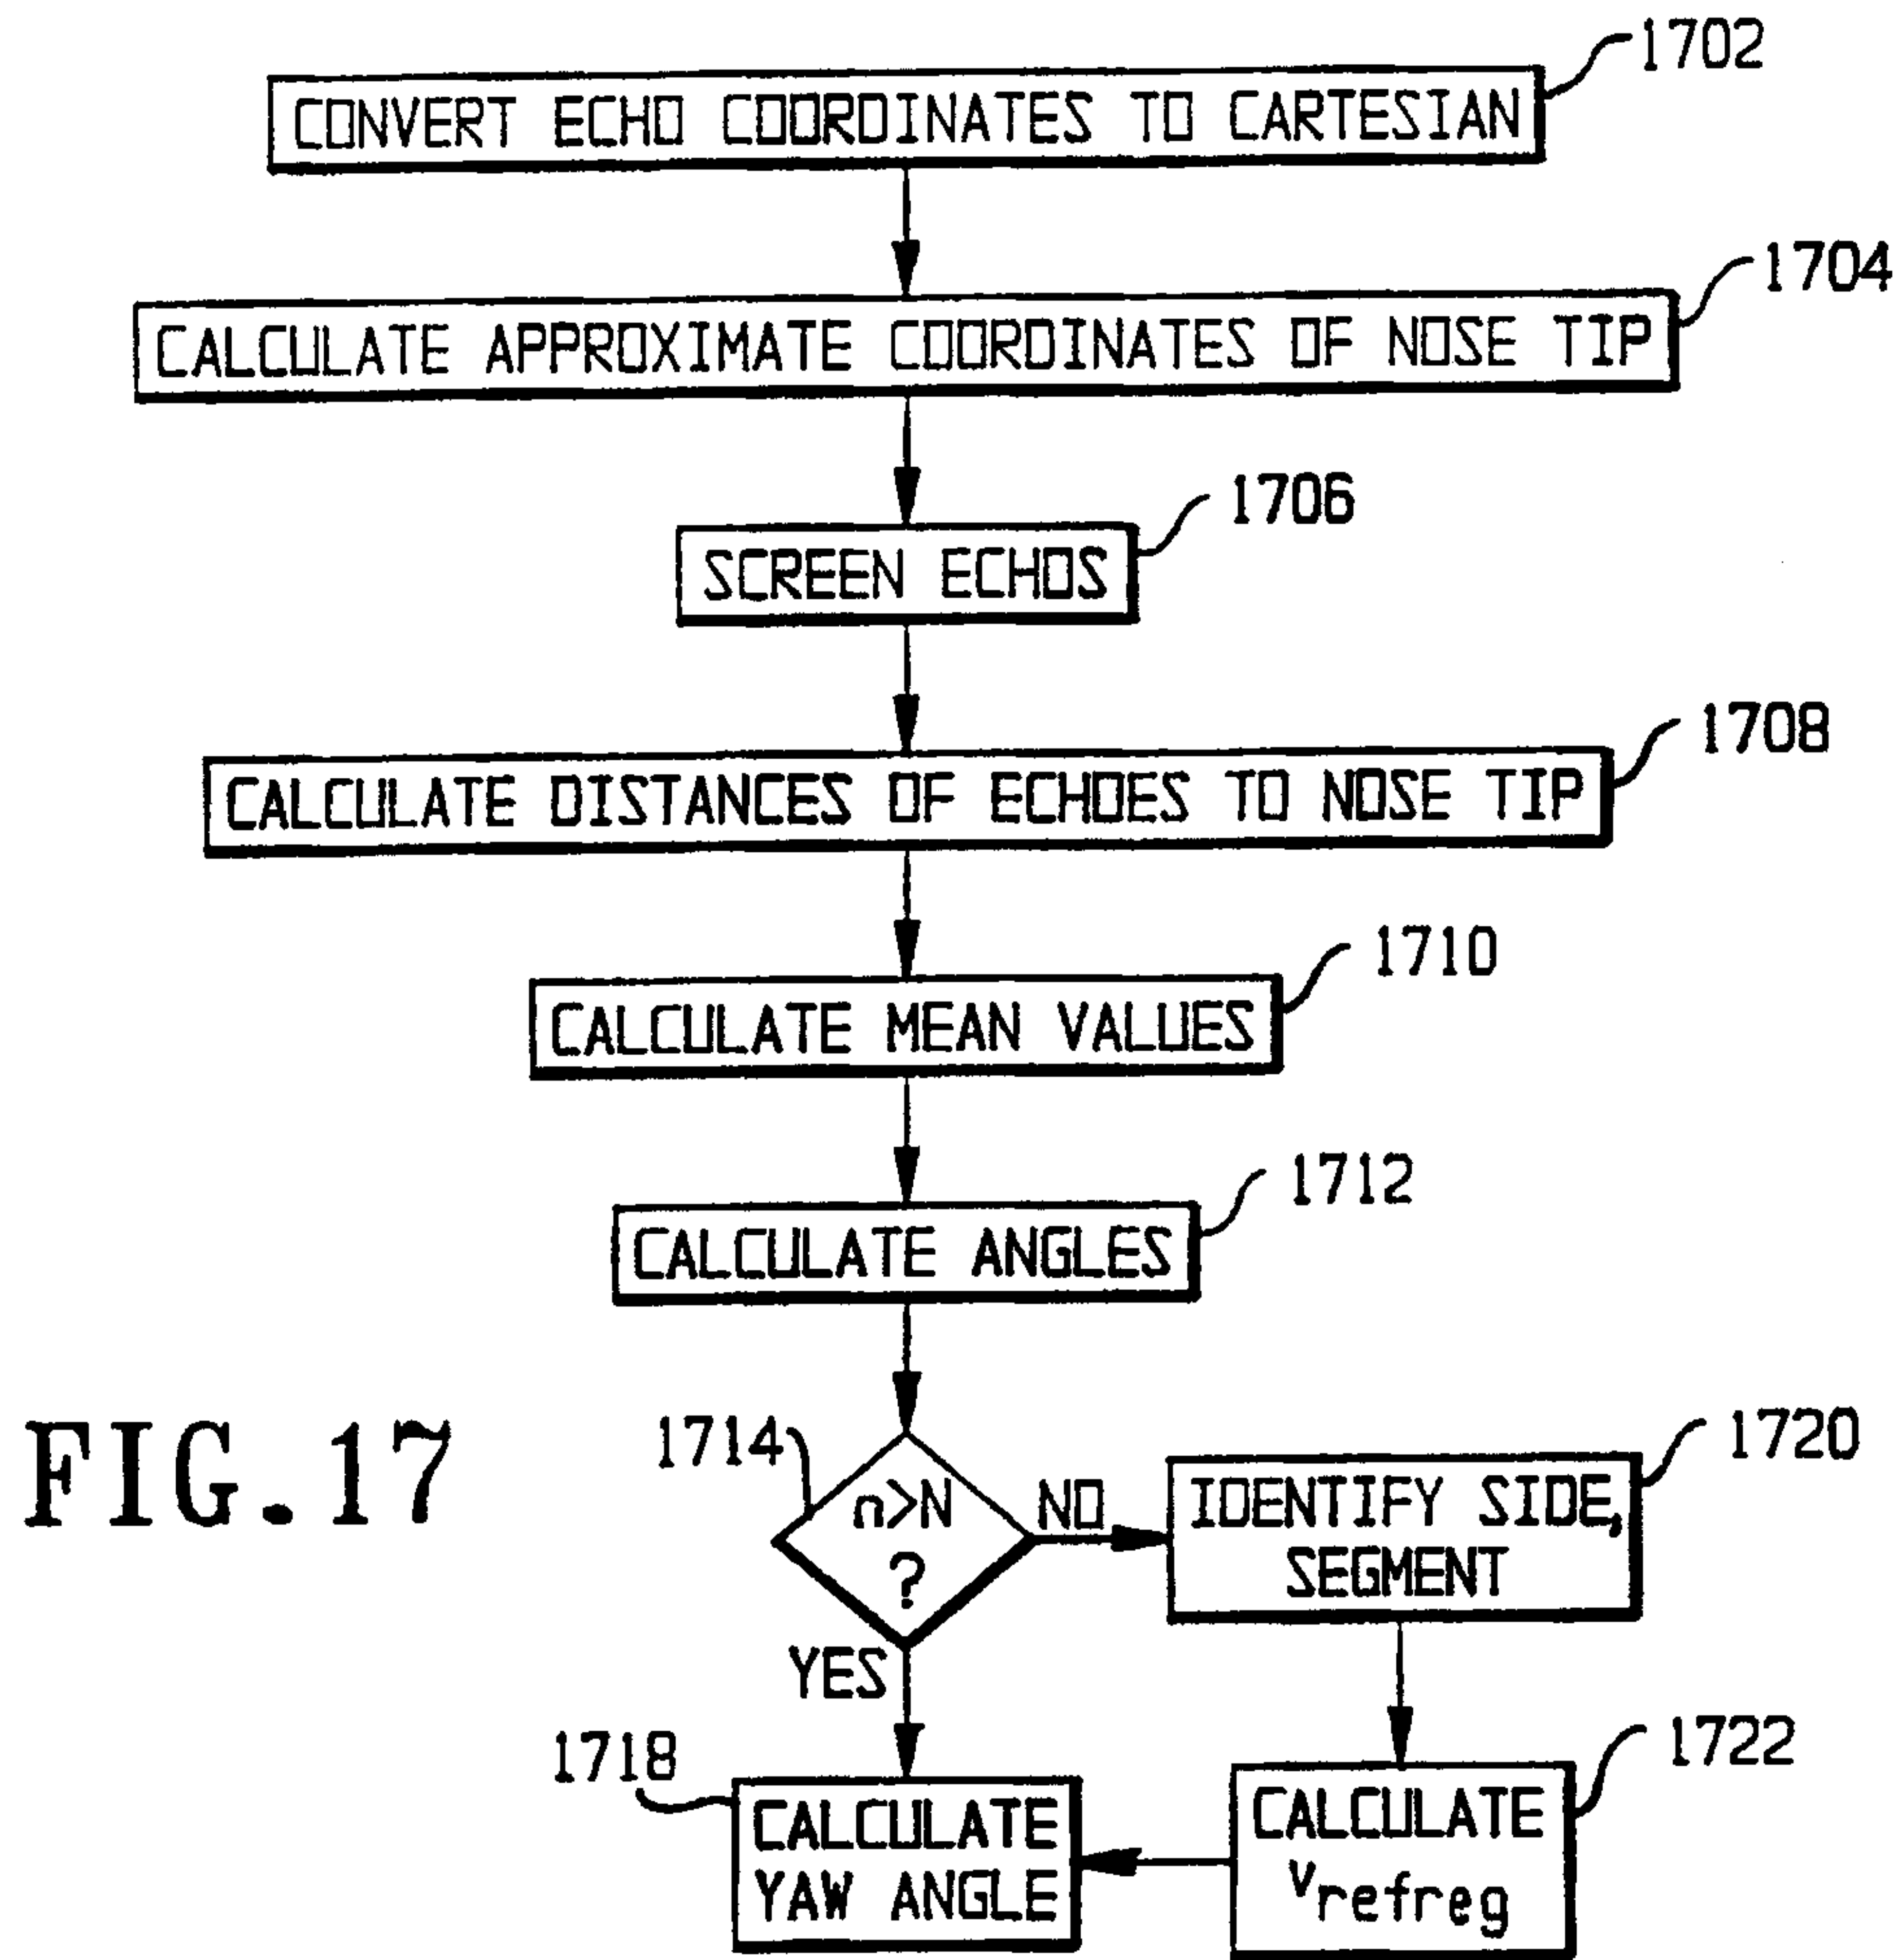 1702
CONVERT ECHO COORDINATES TO CARTESIAN
1704
CALCULATE APPROXIMATE COORDINATES OF NOSE TIP
1706
SCREEN ECHOS
1708
CALCULATE DISTANCES OF ECHOES TO NOSE TIP
1710
CALCULATE MEAN VALUES
1712
CALCULATE ANGLES
FIG.17
1714
n>N
?
NO
YES
1720
IDENTIFY SIDE,
SEGMENT
1718
CALCULATE
YAW ANGLE
1722
CALCULATE
vrefreg